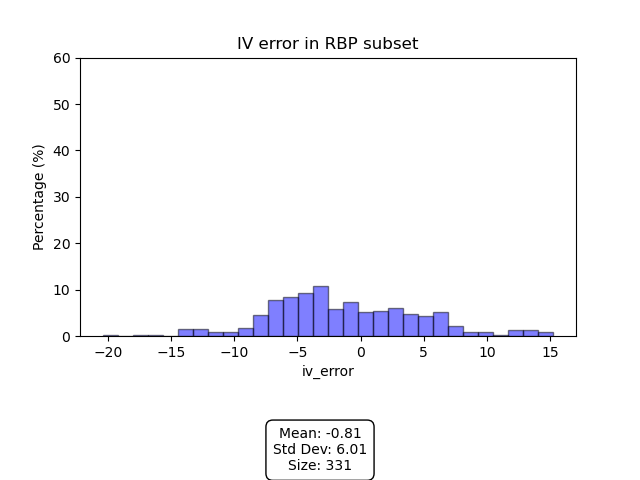 IV error in RBP subset
60
50
40
30
20
10
0
Percentage (%)
−20
−15
−10
−5
0
5
10
15
iv_error
Mean: -0.81
Std Dev: 6.01
Size: 331